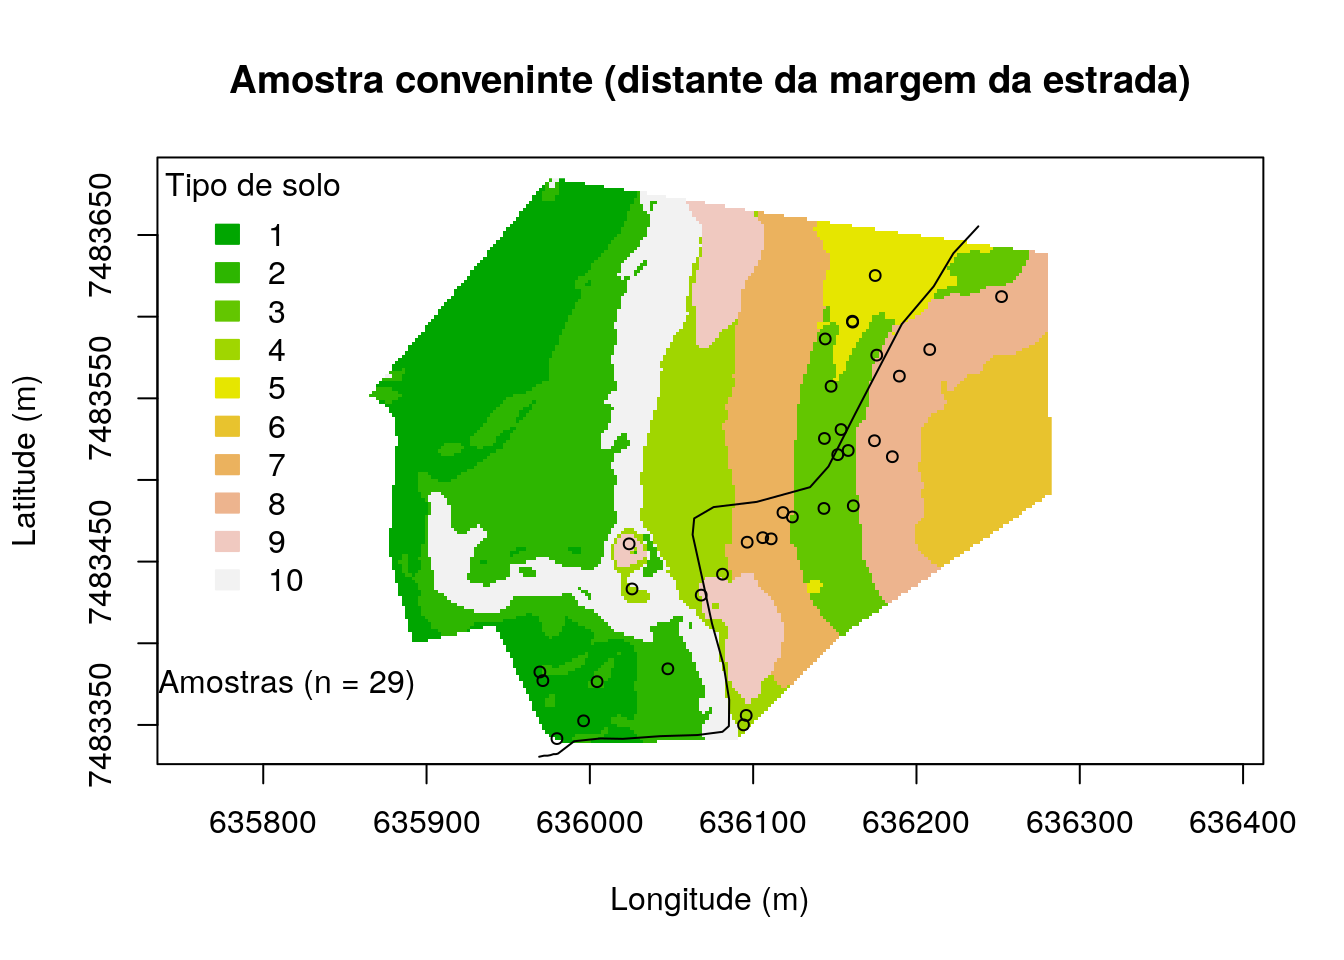 Amostra conveninte (distante da margem da estrada)
Tipo de solo
1
2
3
4
5
6
7
8
9
10
Amostras (n = 29)
7483650
7483550
7483450
7483350
Latitude (m)
635800 635900 636000 636100 636200 636300 636400
Longitude (m)